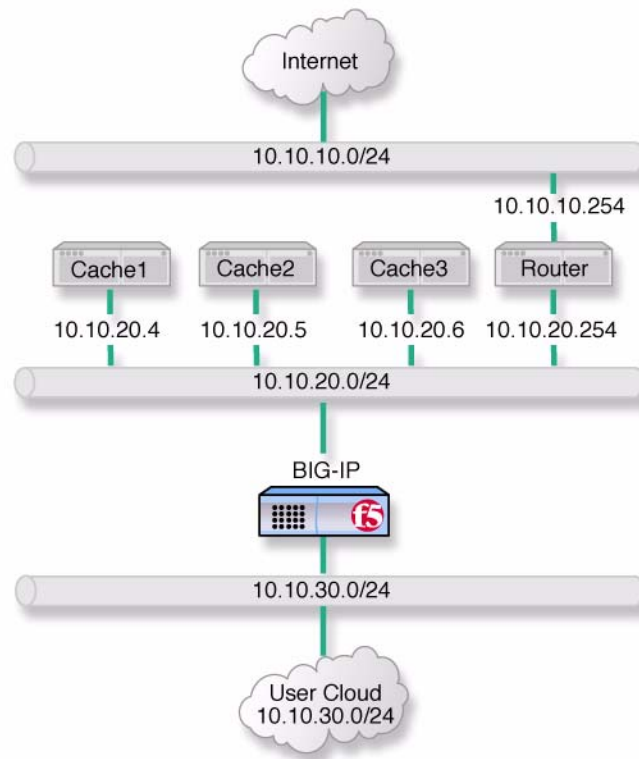 Internet
10.10.10.0/24
10.10.10.254
Cache1
Cache2
Cache3
Router
10.10.20.4
10.10.20.5
10.10.20.6
10.10.20.254
10.10.20.0/24
BIG-IP
f5
10.10.30.0/24
User Cloud
10.10.30.0/24